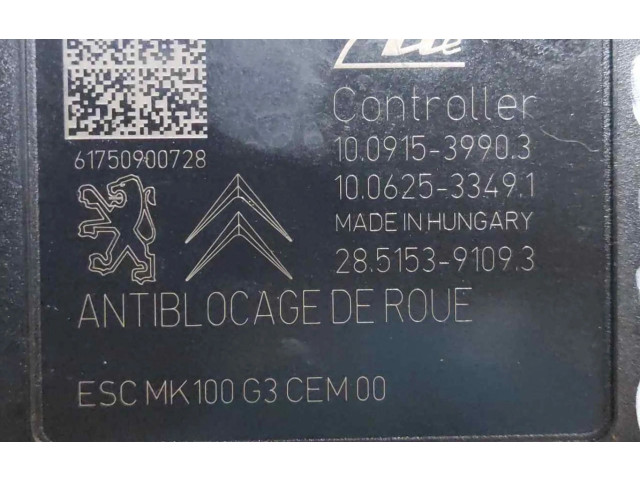 Ate
Controller
61750900728
10.0915-3990.3
10.0625-3349.1
MADE IN HUNGARY
28.5153-9109.3
ANTIBLOCAGE DE ROUE
ESC MK100 G3 CEM 00